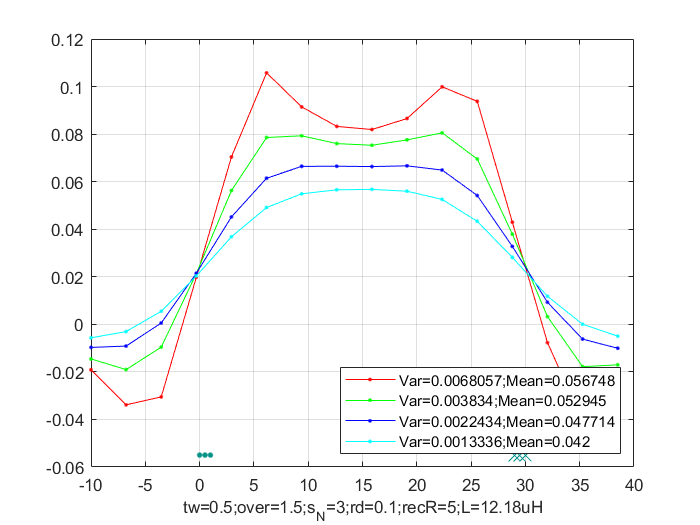 0.12
0.1
0.08
0.06
0.04
0.02
0
-0.02
-0.04
-0.06
Var=0.0068057;Mean=0.056748
Var=0.003834;Mean=0.052945
Var=0.0022434;Mean=0.047714
Var=0.0013336;Mean=0.042
-10 -5 0 5 10 15 20 25 30 35 40
tw=0.5;over=1.5;s_N=3;rd=0.1;recR=5;L=12.18uH